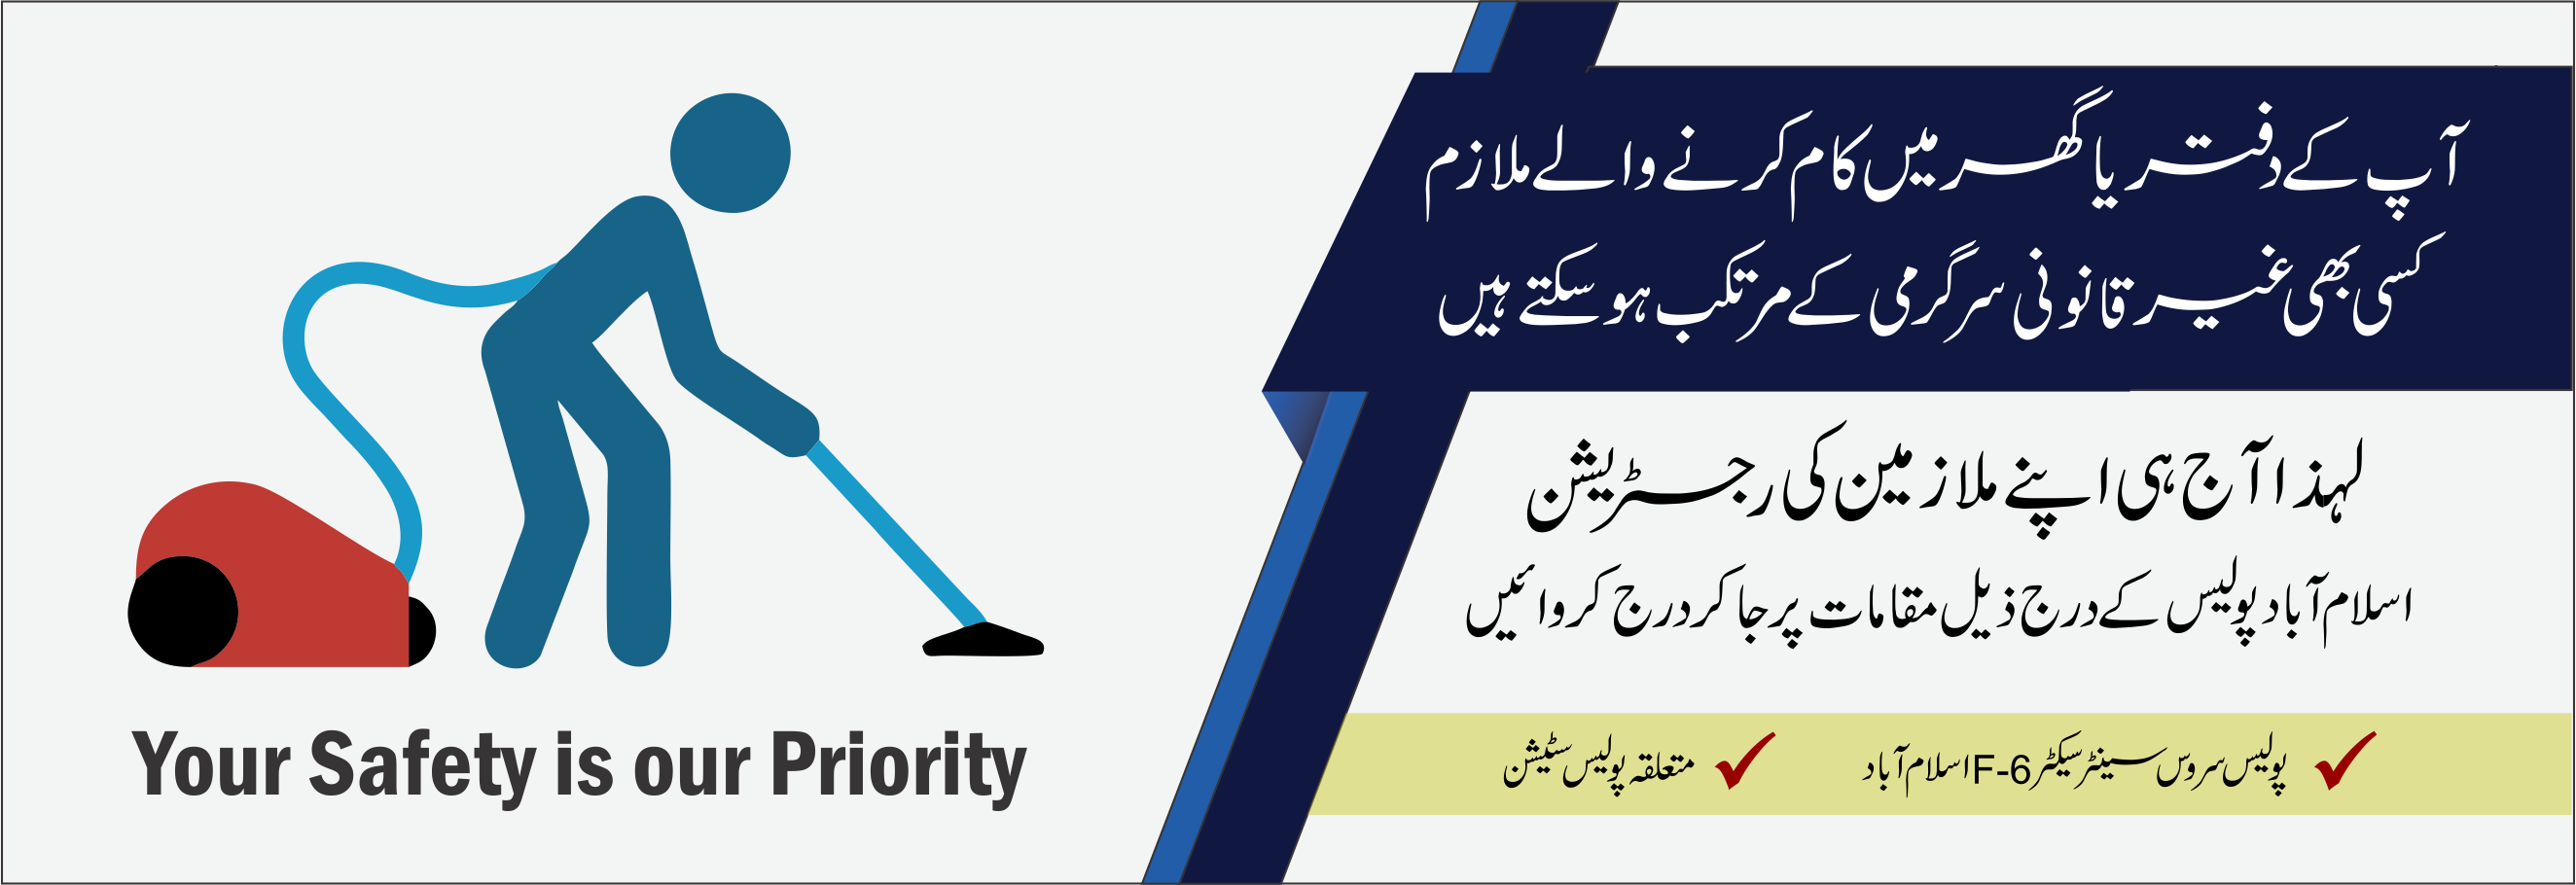 آپ کے دفتر یا گھر میں کام کرنے والے ملازم
کسی بھی غیر قانونی سرگرمی کے مرتکب ہو سکتے ہیں
لہذا آج ہی اپنے ملازمین کی رجسٹریشن
اسلام آباد پولیس کے درج ذیل مقامات پر جا کر درج کروائیں
پولیس سروس سینٹر سیکٹر F-6 اسلام آباد
متعلقہ پولیس سٹیشن
Your Safety is our Priority